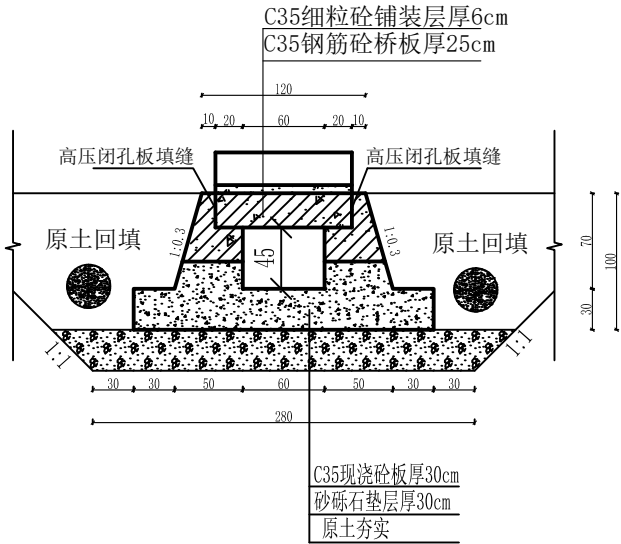 C35细粒砼铺装层厚6cm
C35钢筋砼桥板厚25cm
120
10 20 60 20 10
高压闭孔板填缝
高压闭孔板填缝
1:0.3
1:0.3
原土回填
原土回填
45
70
100
30
1:1
1:1
30 30 50 60 50 30 30
280
C35现浇砼板厚30cm
砂砾石垫层厚30cm
原土夯实